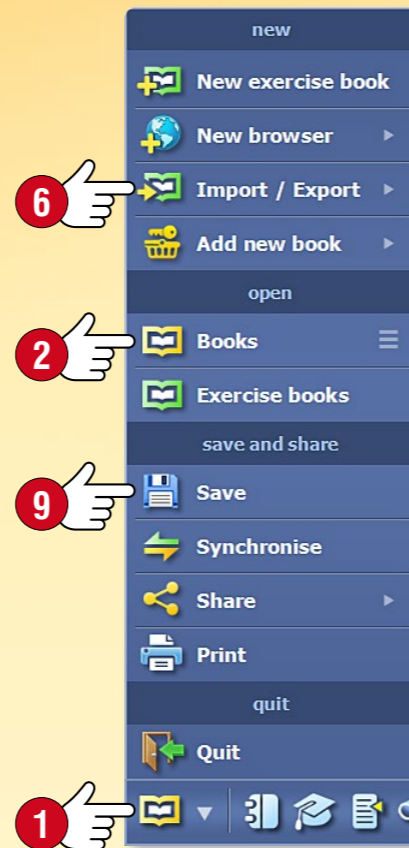 new
New exercise book
New browser
6 Import / Export
Add new book
open
2 Books
Exercise books
save and share
9 Save
Synchronise
Share
Print
quit
Quit
1